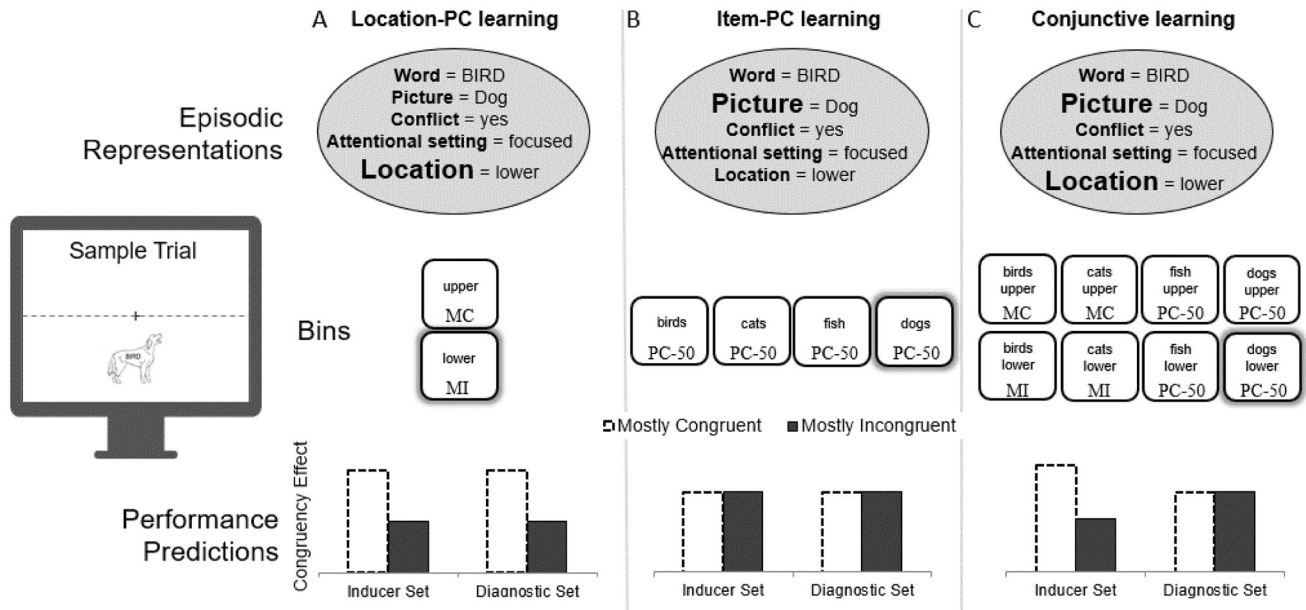 A Location-PC learning
B Item-PC learning
C Conjunctive learning
Episodic
Representations
Word = BIRD
Picture = Dog
Conflict = yes
Attentional setting = focused
Location = lower
Word = BIRD
Picture = Dog
Conflict = yes
Attentional setting = focused
Location = lower
Word = BIRD
Picture = Dog
Conflict = yes
Attentional setting = focused
Location = lower
Sample Trial
BIRD
Bins
upper
MC
lower
MI
birds
PC-50
cats
PC-50
fish
PC-50
dogs
PC-50
birds
upper
MC
cats
upper
MC
fish
upper
PC-50
dogs
upper
PC-50
birds
lower
MI
cats
lower
MI
fish
lower
PC-50
dogs
lower
PC-50
Mostly Congruent
Mostly Incongruent
Performance
Predictions
Congruency Effect
Inducer Set
Diagnostic Set
Inducer Set
Diagnostic Set
Inducer Set
Diagnostic Set